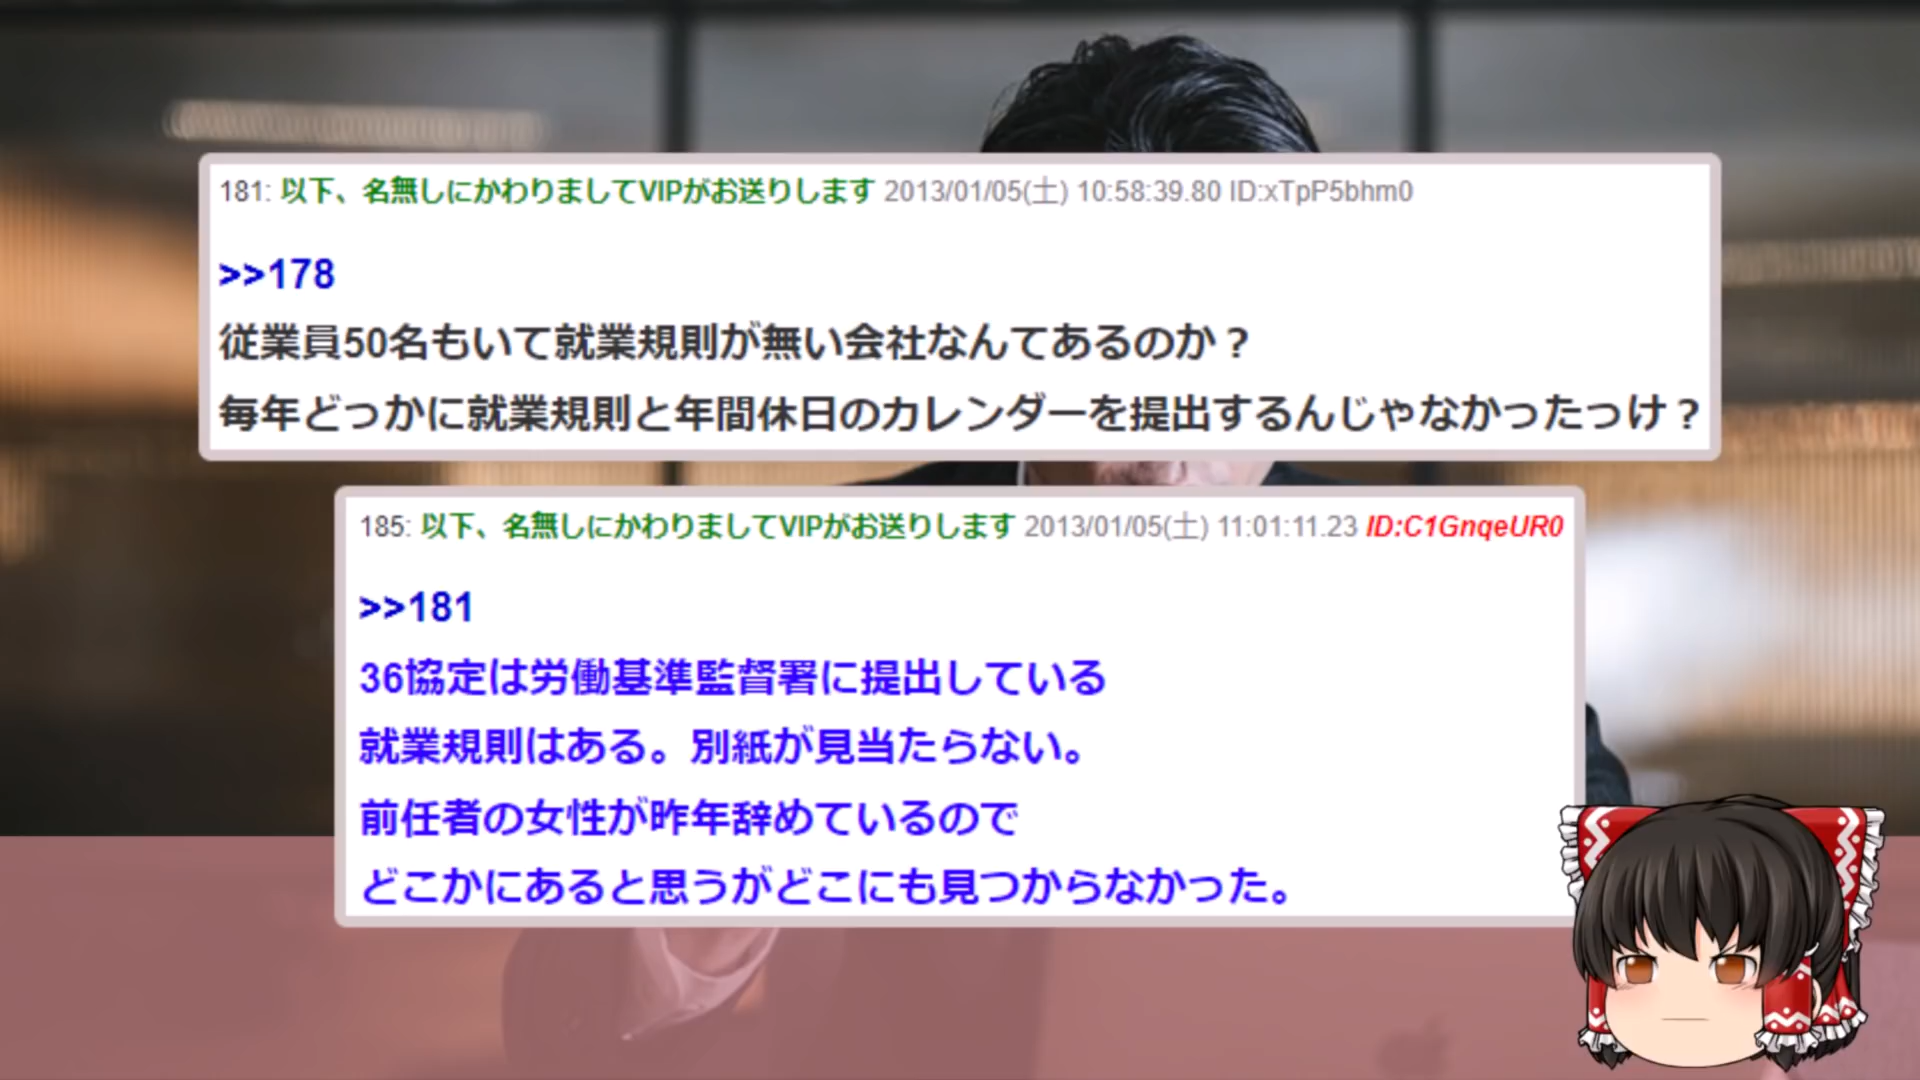 181: 以下、名無しにかわりましてVIPがお送りします 2013/01/05(土) 10:58:39.80 ID:xTpP5bhm0
>>178
従業員50名もいて就業規則が無い会社なんてあるのか？
毎年どっかに就業規則と年間休日のカレンダーを提出するんじゃなかったっけ？
185: 以下、名無しにかわりましてVIPがお送りします 2013/01/05(土) 11:01:11.23 ID:C1GnqeUR0
>>181
36協定は労働基準監督署に提出している
就業規則はある。別紙が見当たらない。
前任者の女性が昨年辞めているので
どこかにあると思うがどこにも見つからなかった。